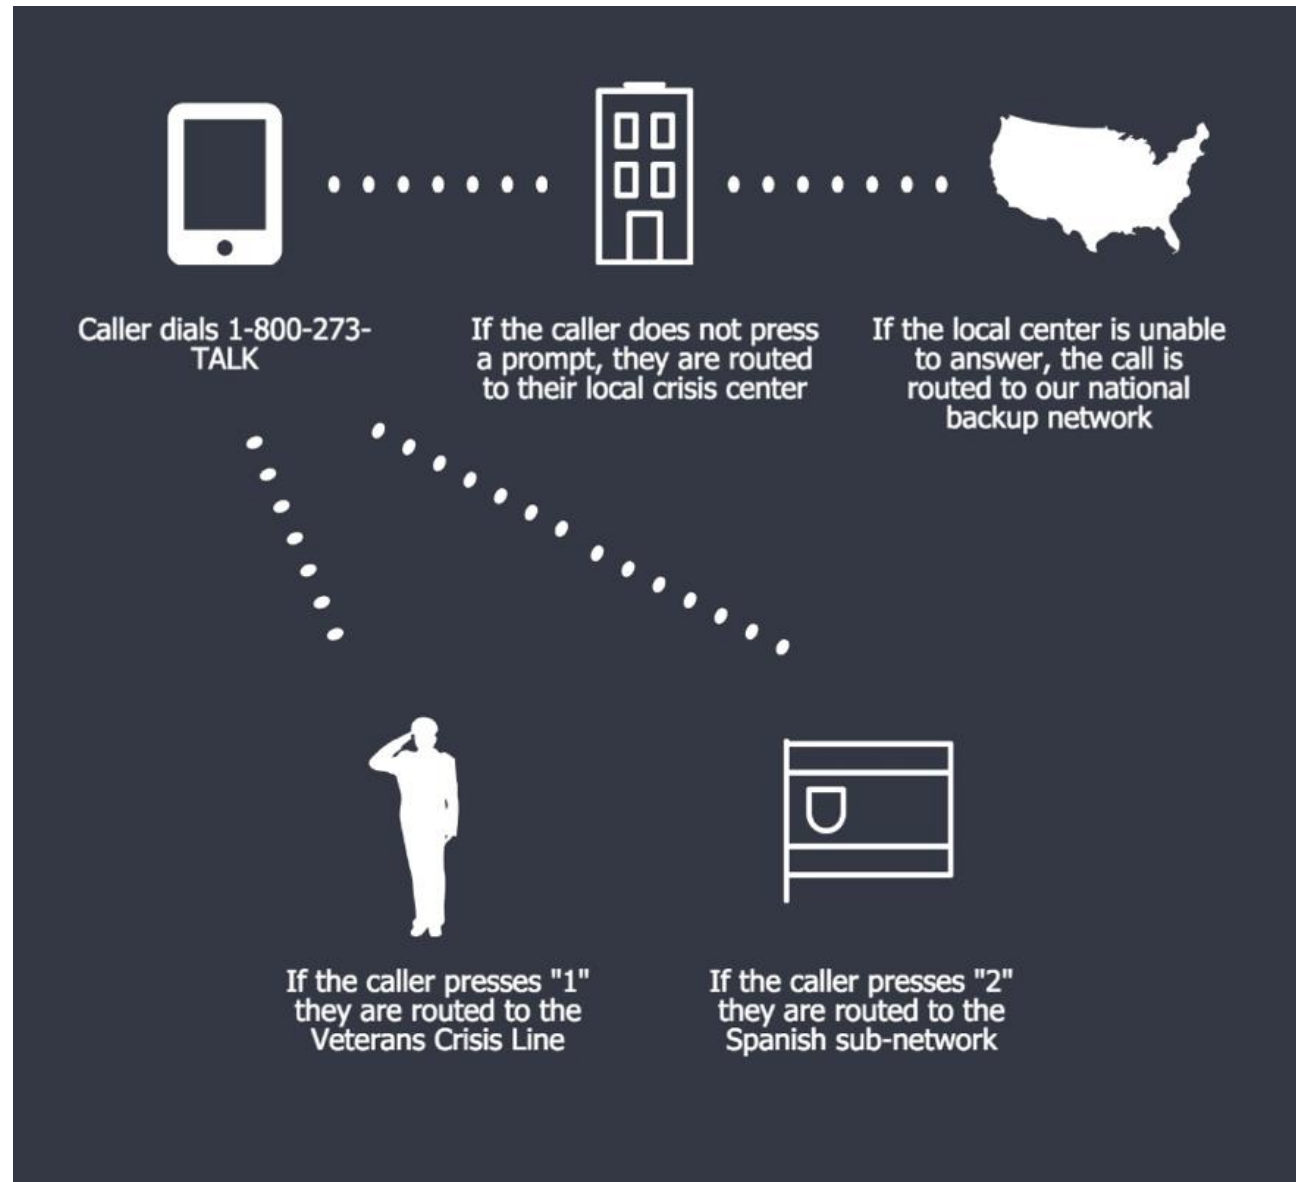 Caller dials 1-800-273-
TALK
If the caller does not press
a prompt, they are routed
to their local crisis center
If the local center is unable
to answer, the call is
routed to our national
backup network
If the caller presses "1"
they are routed to the
Veterans Crisis Line
If the caller presses "2"
they are routed to the
Spanish sub-network